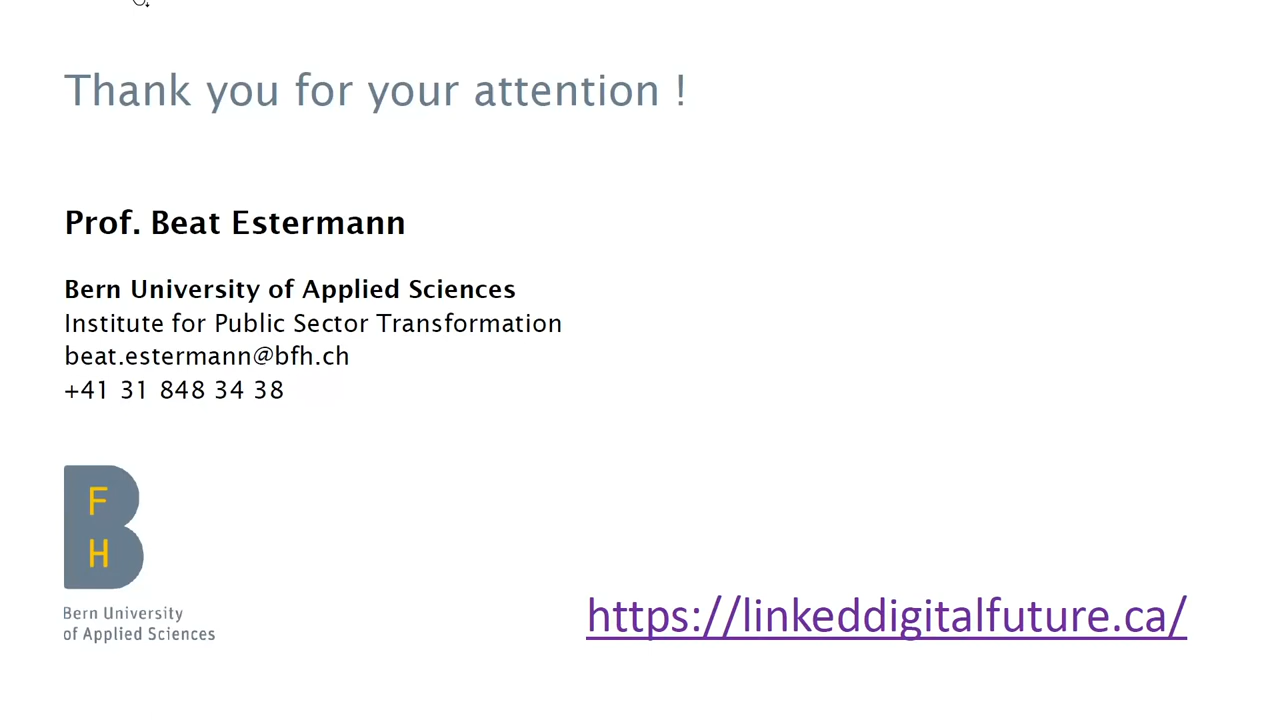 Thank you for your attention !
Prof. Beat Estermann
Bern University of Applied Sciences
Institute for Public Sector Transformation
beat.estermann@bfh.ch
+41 31 848 34 38
F
H
Bern University
of Applied Sciences
https://linkeddigitalfuture.ca/